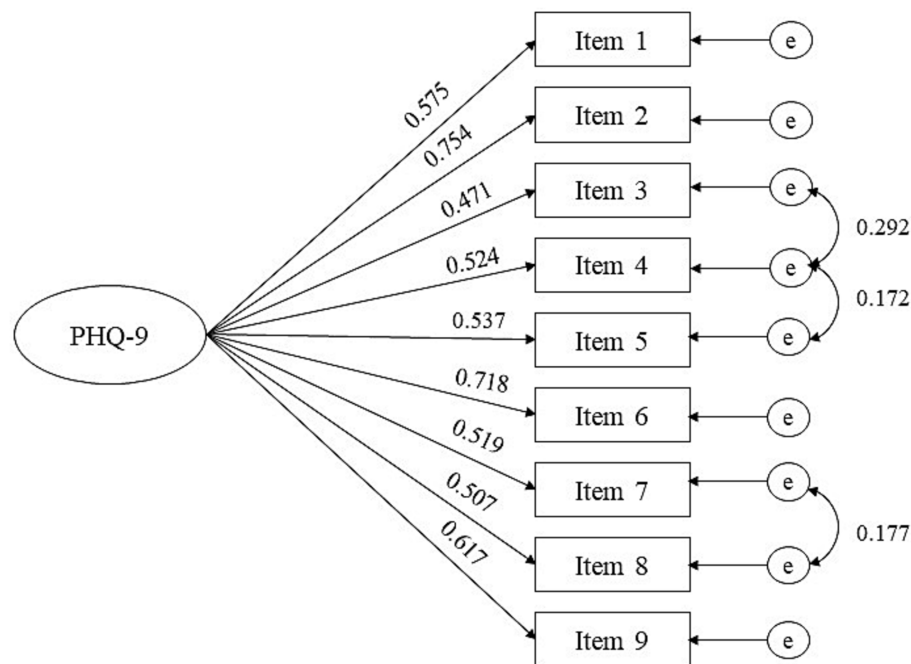 Item 1
e
0.575
Item 2
e
0.754
Item 3
e
0.471
0.292
Item 4
e
0.524
0.172
PHQ-9
Item 5
e
0.537
Item 6
e
0.718
Item 7
e
0.519
0.177
Item 8
e
0.507
Item 9
e
0.617